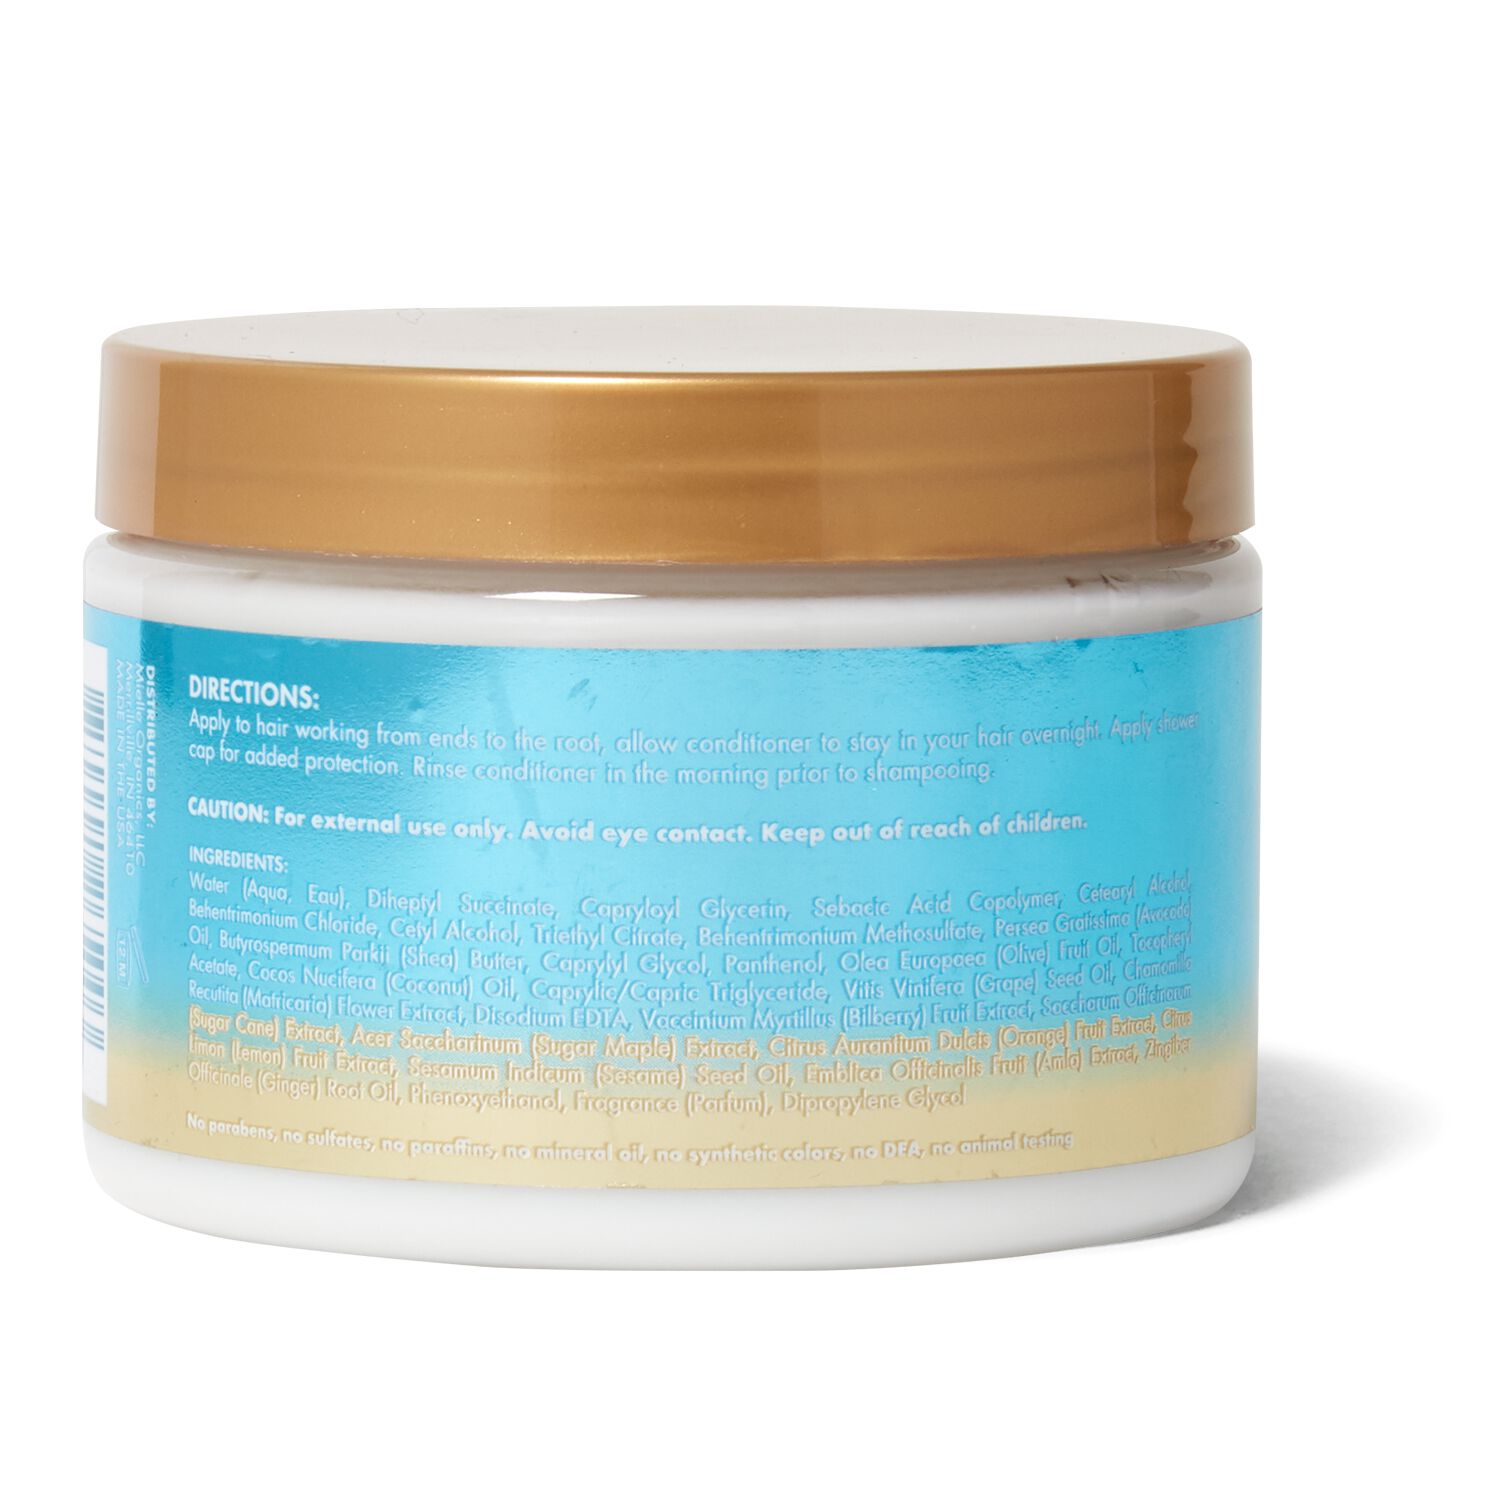 DISTRIBUTED BY:
Mielle Organics, LLC
Merrillville, IN 46410
MADE IN THE USA
12 M
DIRECTIONS:
Apply to hair working from ends to the root, allow conditioner to stay in your hair overnight. Apply shower
cap for added protection. Rinse conditioner in the morning prior to shampooing.
CAUTION: For external use only. Avoid eye contact. Keep out of reach of children.
INGREDIENTS:
Water (Aqua, Eau), Diheptyl Succinate, Capryloyl Glycerin, Sebacic Acid Copolymer, Cetearyl Alcohol,
Behentrimonium Chloride, Cetyl Alcohol, Triethyl Citrate, Behentrimonium Methosulfate, Persea Gratissima (Avocado)
Oil, Butyrospermum Parkii (Shea) Butter, Caprylyl Glycol, Panthenol, Olea Europaea (Olive) Fruit Oil, Tocopheryl
Acetate, Cocos Nucifera (Coconut) Oil, Caprylic/Capric Triglyceride, Vitis Vinifera (Grape) Seed Oil, Chamomilla
Recutita (Matricaria) Flower Extract, Disodium EDTA, Vaccinium Myrtillus (Bilberry) Fruit Extract, Saccharum Officinarum
(Sugar Cane) Extract, Acer Saccharinum (Sugar Maple) Extract, Citrus Aurantium Dulcis (Orange) Fruit Extract, Citrus
Limon (Lemon) Fruit Extract, Sesamum Indicum (Sesame) Seed Oil, Emblica Officinalis Fruit (Amla) Extract, Zingiber
Officinale (Ginger) Root Oil, Phenoxyethanol, Fragrance (Parfum), Dipropylene Glycol
No parabens, no sulfates, no paraffins, no mineral oil, no synthetic colors, no DEA, no animal testing